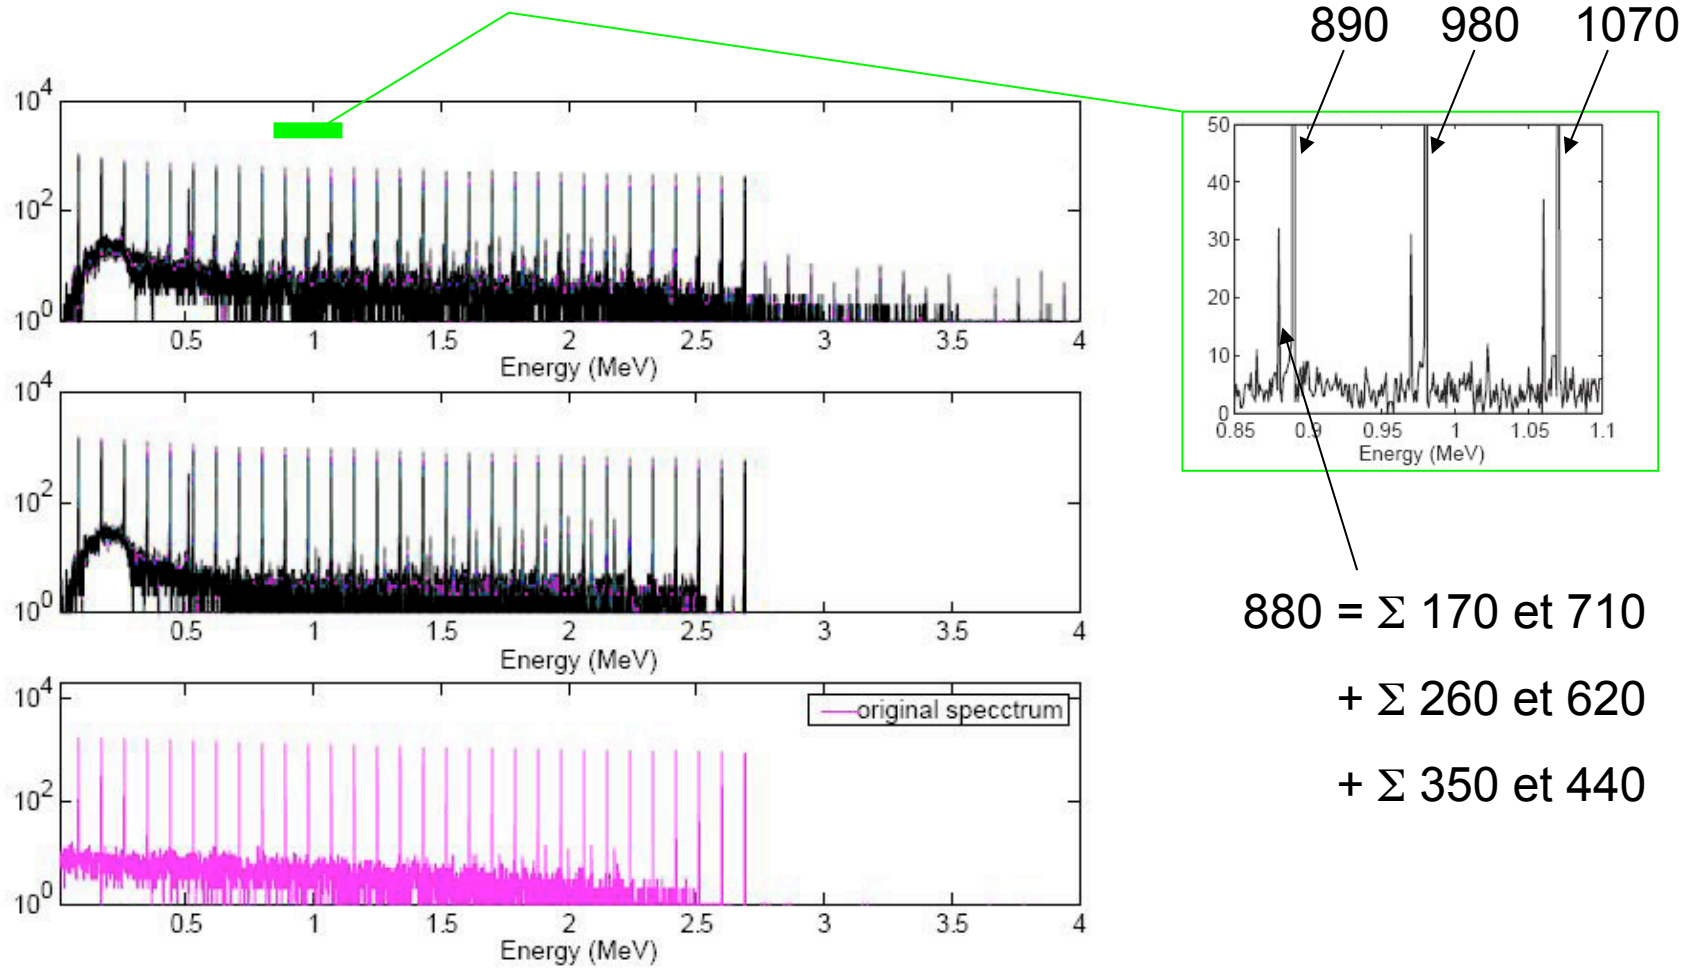 890 980 1070
10^4
10^2
10^0
0.5 1 1.5 2 2.5 3 3.5 4
Energy (MeV)
50
40
30
20
10
0
0.85 0.9 0.95 1 1.05 1.1
Energy (MeV)
10^4
10^2
10^0
0.5 1 1.5 2 2.5 3 3.5 4
Energy (MeV)
880 = Σ 170 et 710
+ Σ 260 et 620
+ Σ 350 et 440
10^4
original specctrum
10^2
10^0
0.5 1 1.5 2 2.5 3 3.5 4
Energy (MeV)